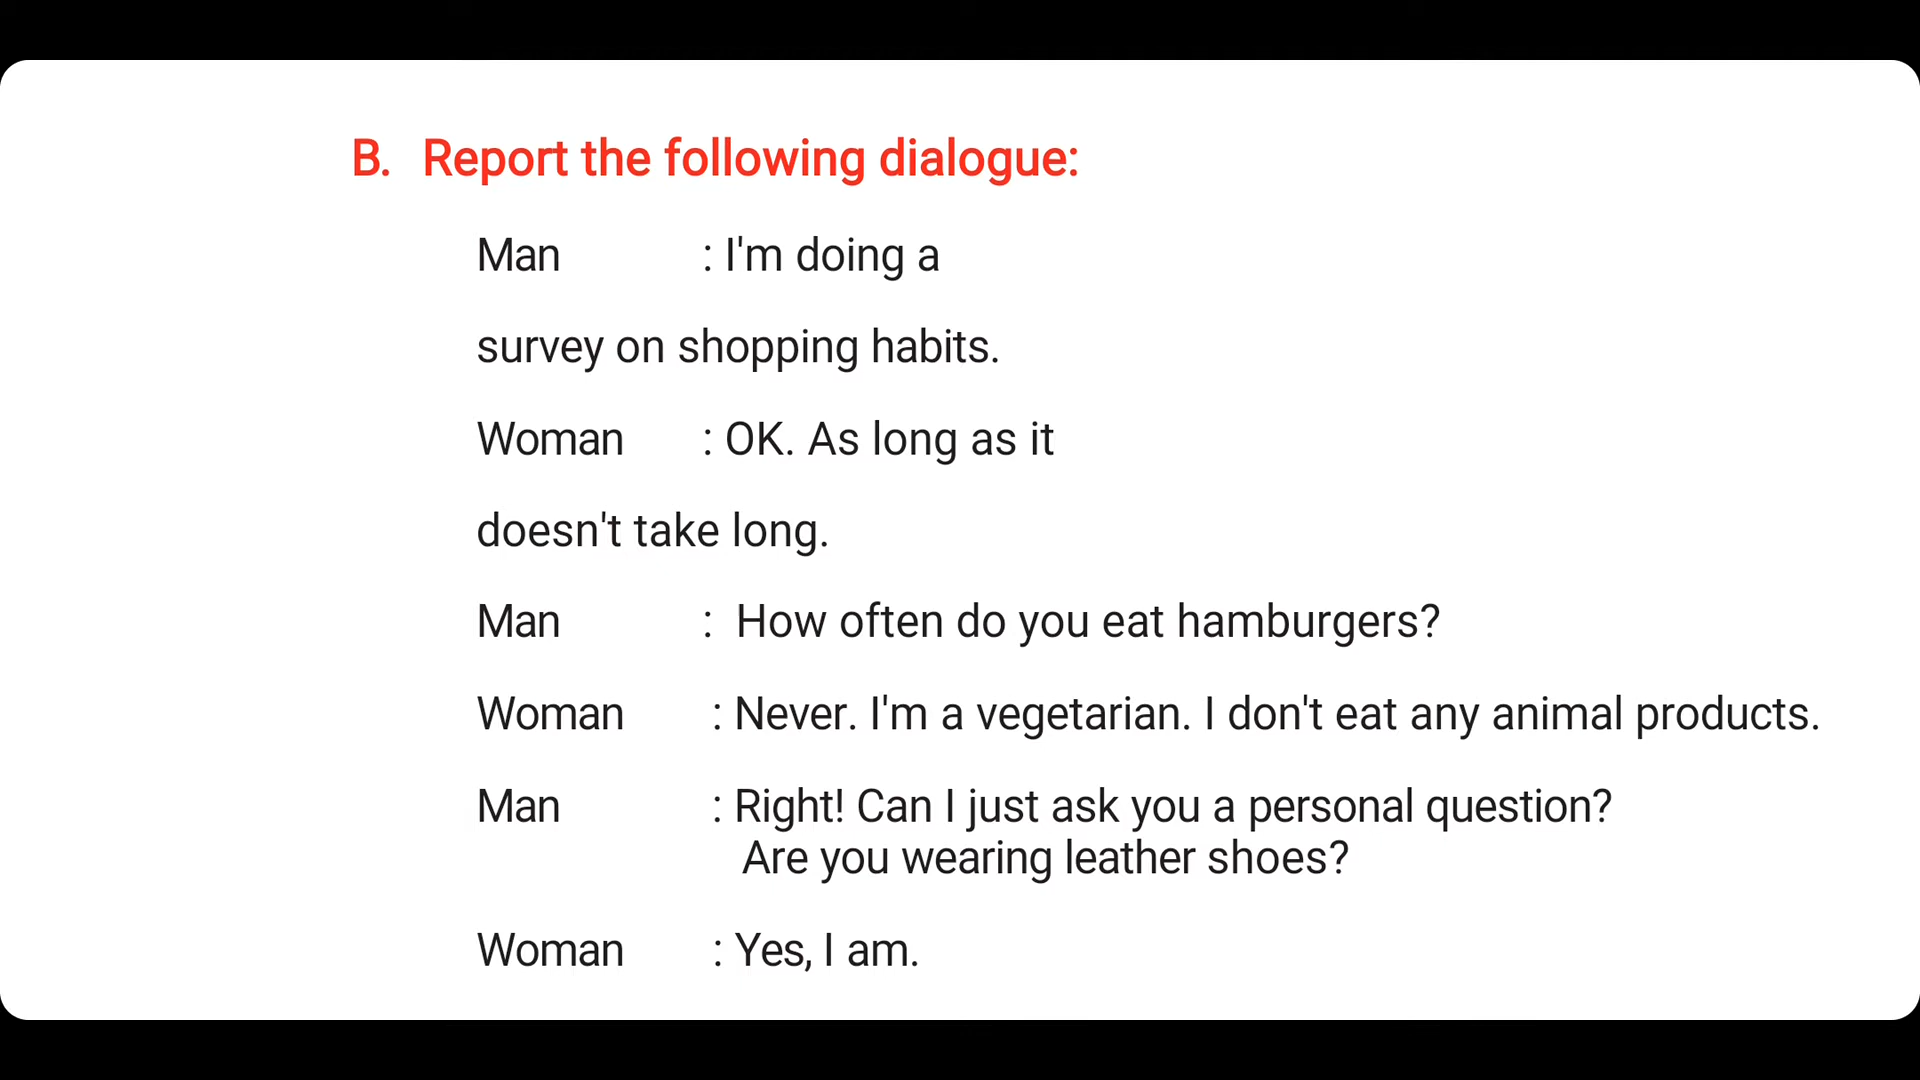 B. Report the following dialogue:
Man : I'm doing a
survey on shopping habits.
Woman : OK. As long as it
doesn't take long.
Man : How often do you eat hamburgers?
Woman : Never. I'm a vegetarian. I don't eat any animal products.
Man : Right! Can I just ask you a personal question?
Are you wearing leather shoes?
Woman : Yes, I am.